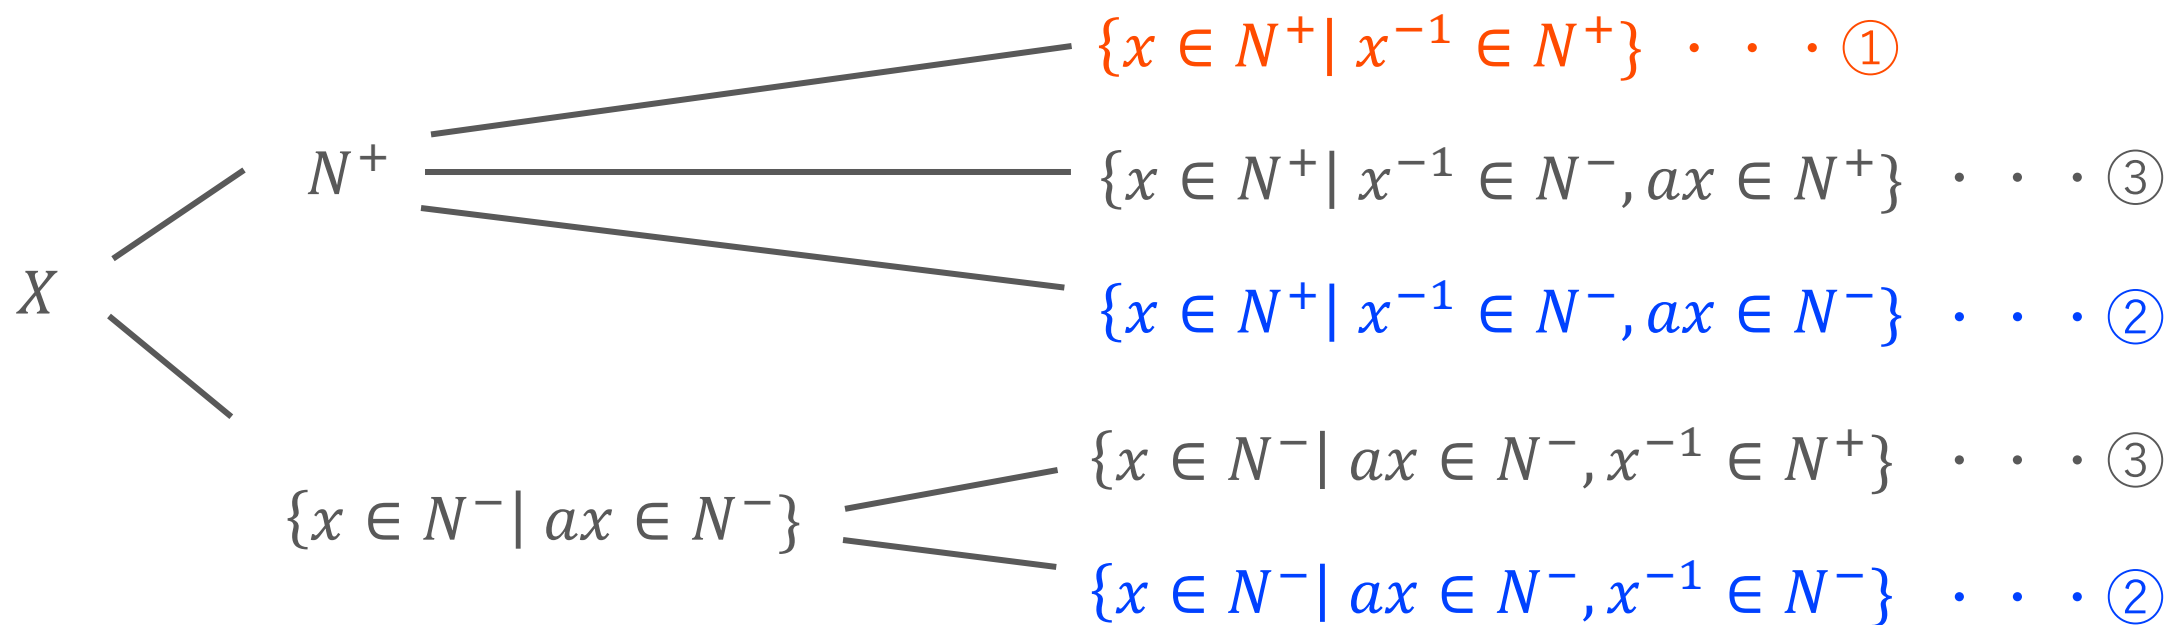 {x ∈ N⁺| x⁻¹ ∈ N⁺} ・・・①
N⁺
{x ∈ N⁺| x⁻¹ ∈ N⁻, ax ∈ N⁺} ・・・③
X
{x ∈ N⁺| x⁻¹ ∈ N⁻, ax ∈ N⁻} ・・・②
{x ∈ N⁻| ax ∈ N⁻}
{x ∈ N⁻| ax ∈ N⁻, x⁻¹ ∈ N⁺} ・・・③
{x ∈ N⁻| ax ∈ N⁻, x⁻¹ ∈ N⁻} ・・・②